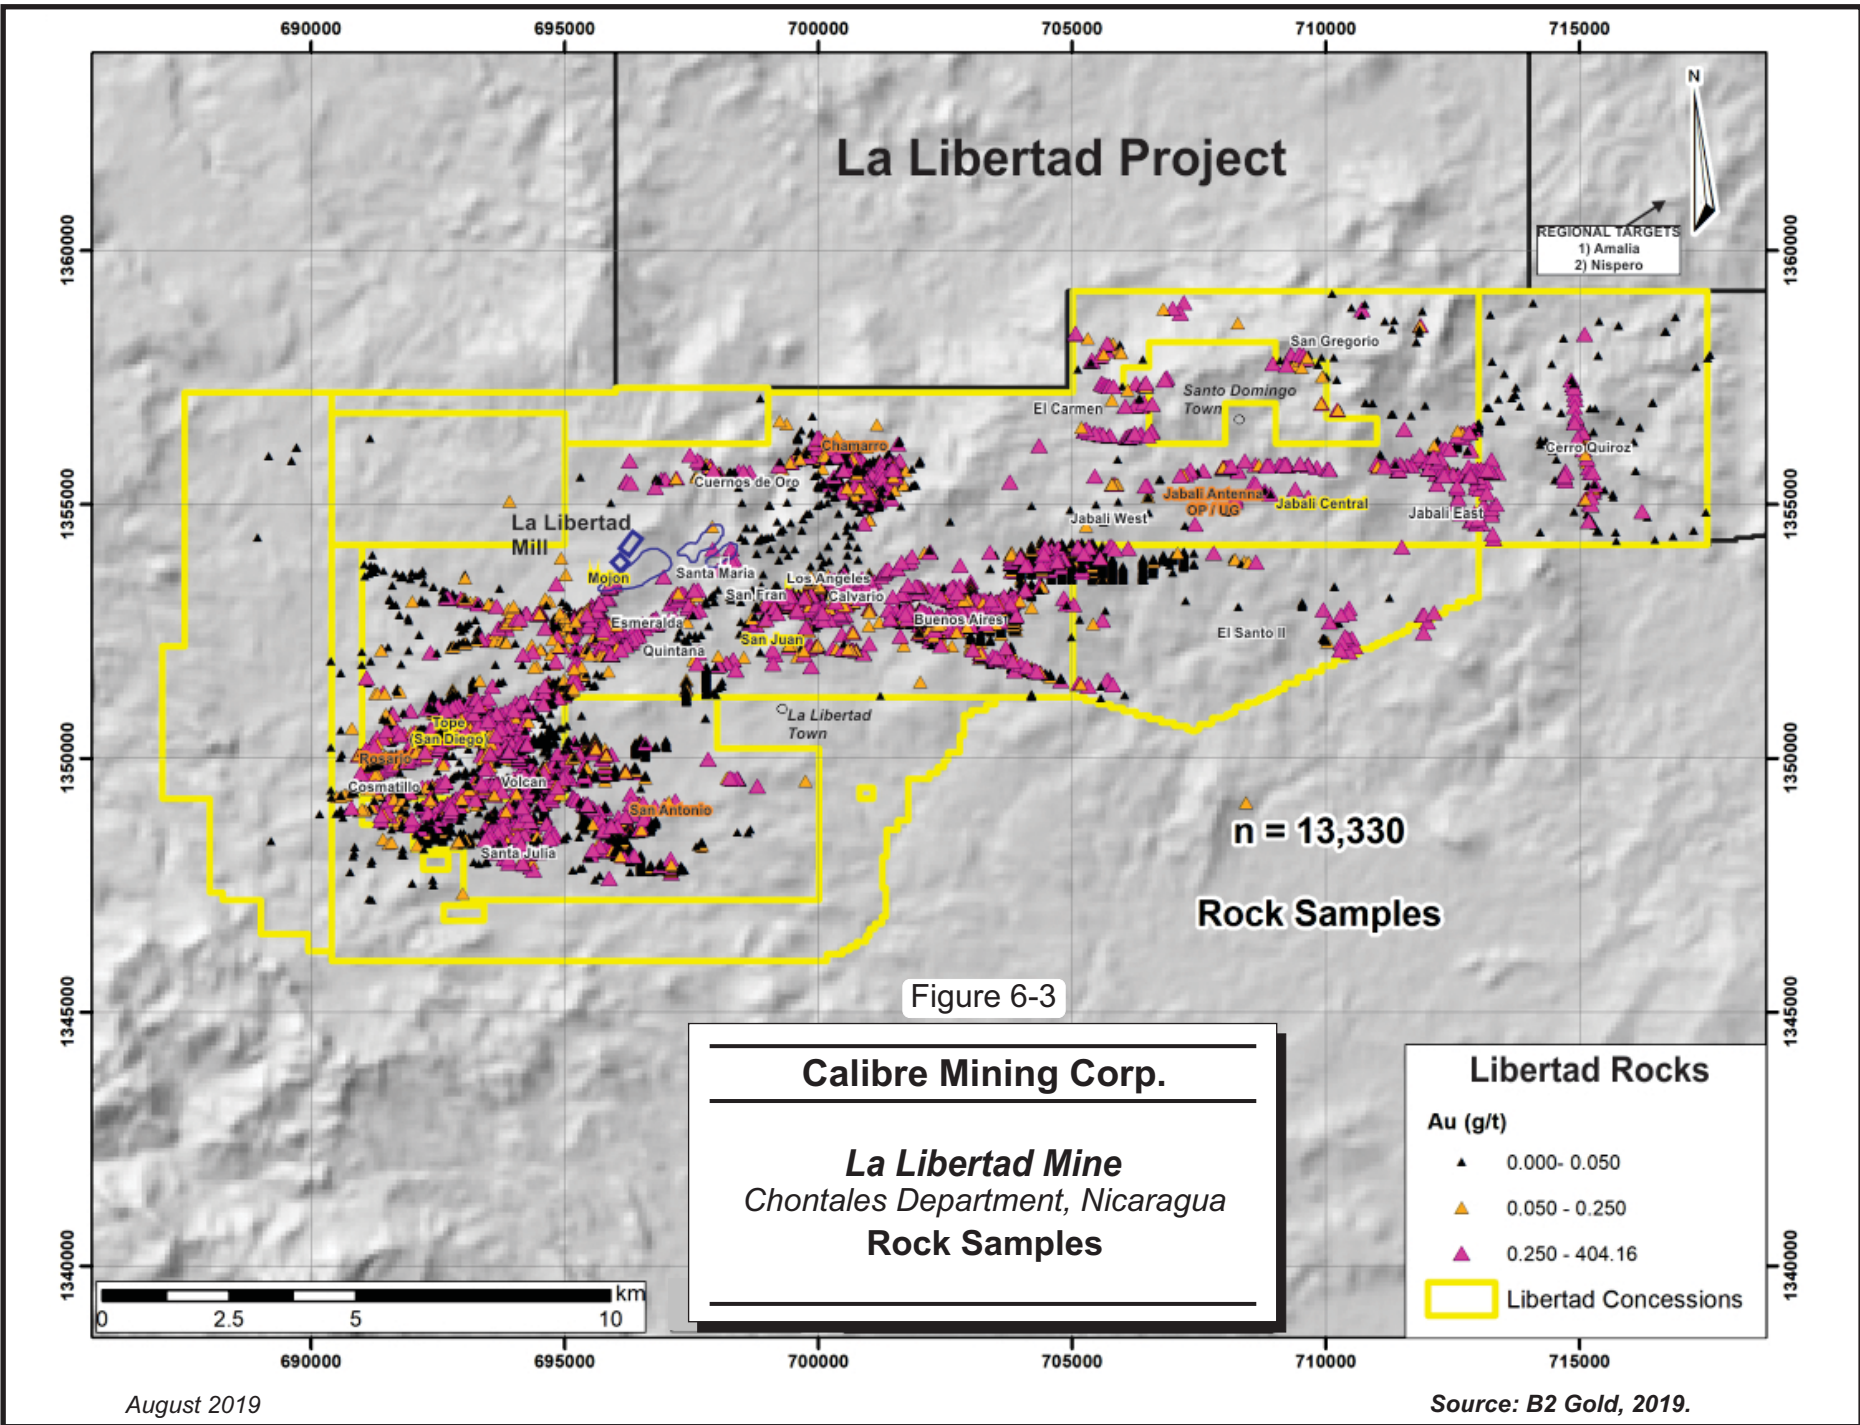 690000
695000
700000
705000
710000
715000
N
La Libertad Project
1360000
1360000
REGIONAL TARGETS
1) Amalia
2) Nispero
San Gregorio
Santo Domingo
Town
El Carmen
Chamarro
Cerro Quiroz
Cuernos de Oro
1355000
1355000
Jabali Antenna
OP / UG
Jabali Central
Jabali West
Jabali East
La Libertad
Mill
Mojon
Santa Maria
Los Angeles
San Fran
Calvario
Esmeralda
Buenos Aires
San Juan
El Santo II
Quintana
La Libertad
Town
Tope
(San Diego)
1350000
1350000
Rosario
Cosmatillo
Volcan
San Antonio
Santa Julia
n = 13,330
Rock Samples
1345000
1345000
Figure 6-3
Calibre Mining Corp.
La Libertad Mine
Chontales Department, Nicaragua
Rock Samples
Libertad Rocks
Au (g/t)
0.000- 0.050
0.050 - 0.250
0.250 - 404.16
Libertad Concessions
1340000
1340000
km
0
2.5
5
10
690000
695000
700000
705000
710000
715000
August 2019
Source: B2 Gold, 2019.